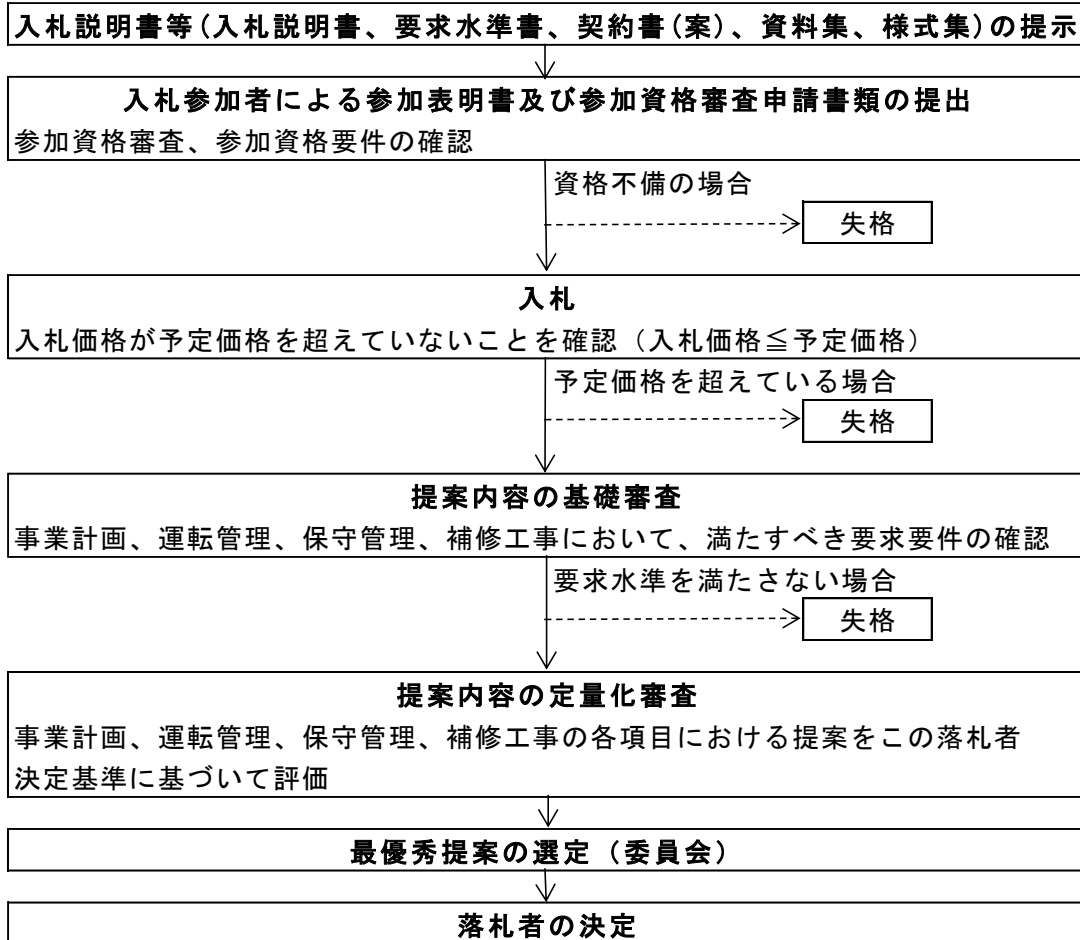 入札説明書等(入札説明書、要求水準書、契約書(案)、資料集、様式集)の提示
入札参加者による参加表明書及び参加資格審査申請書類の提出
参加資格審査、参加資格要件の確認
資格不備の場合
失格
入札
入札価格が予定価格を超えていないことを確認（入札価格≦予定価格）
予定価格を超えている場合
失格
提案内容の基礎審査
事業計画、運転管理、保守管理、補修工事において、満たすべき要求要件の確認
要求水準を満たさない場合
失格
提案内容の定量化審査
事業計画、運転管理、保守管理、補修工事の各項目における提案をこの落札者
決定基準に基づいて評価
最優秀提案の選定（委員会）
落札者の決定